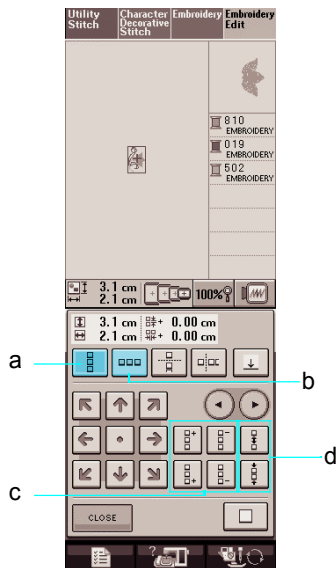 Utility Stitch
Character Decorative Stitch
Embroidery
Embroidery Edit
810
EMBROIDERY
019
EMBROIDERY
502
EMBROIDERY
3.1 cm
2.1 cm
100%
3.1 cm + 0.00 cm
2.1 cm + 0.00 cm
a
b
c
d
CLOSE